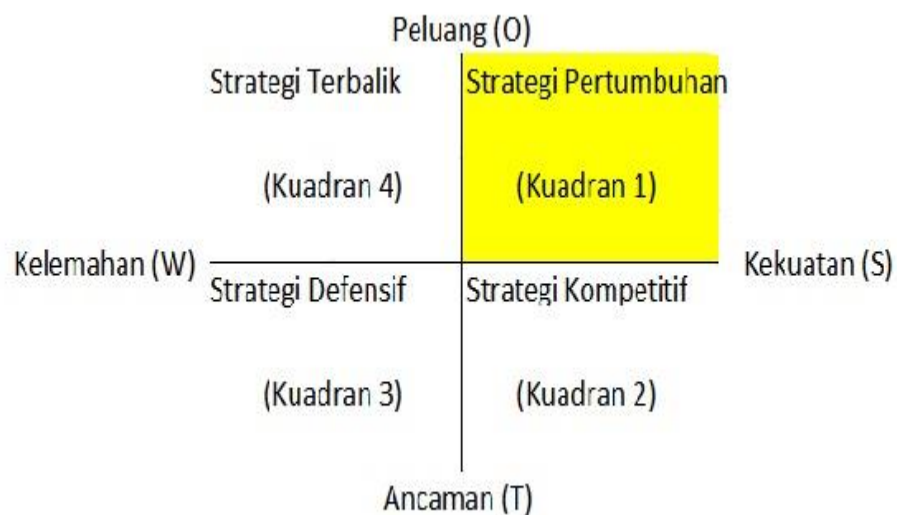 Peluang (O)
Strategi Terbalik
Strategi Pertumbuhan
(Kuadran 4)
(Kuadran 1)
Kelemahan (W)
Kekuatan (S)
Strategi Defensif
Strategi Kompetitif
(Kuadran 3)
(Kuadran 2)
Ancaman (T)